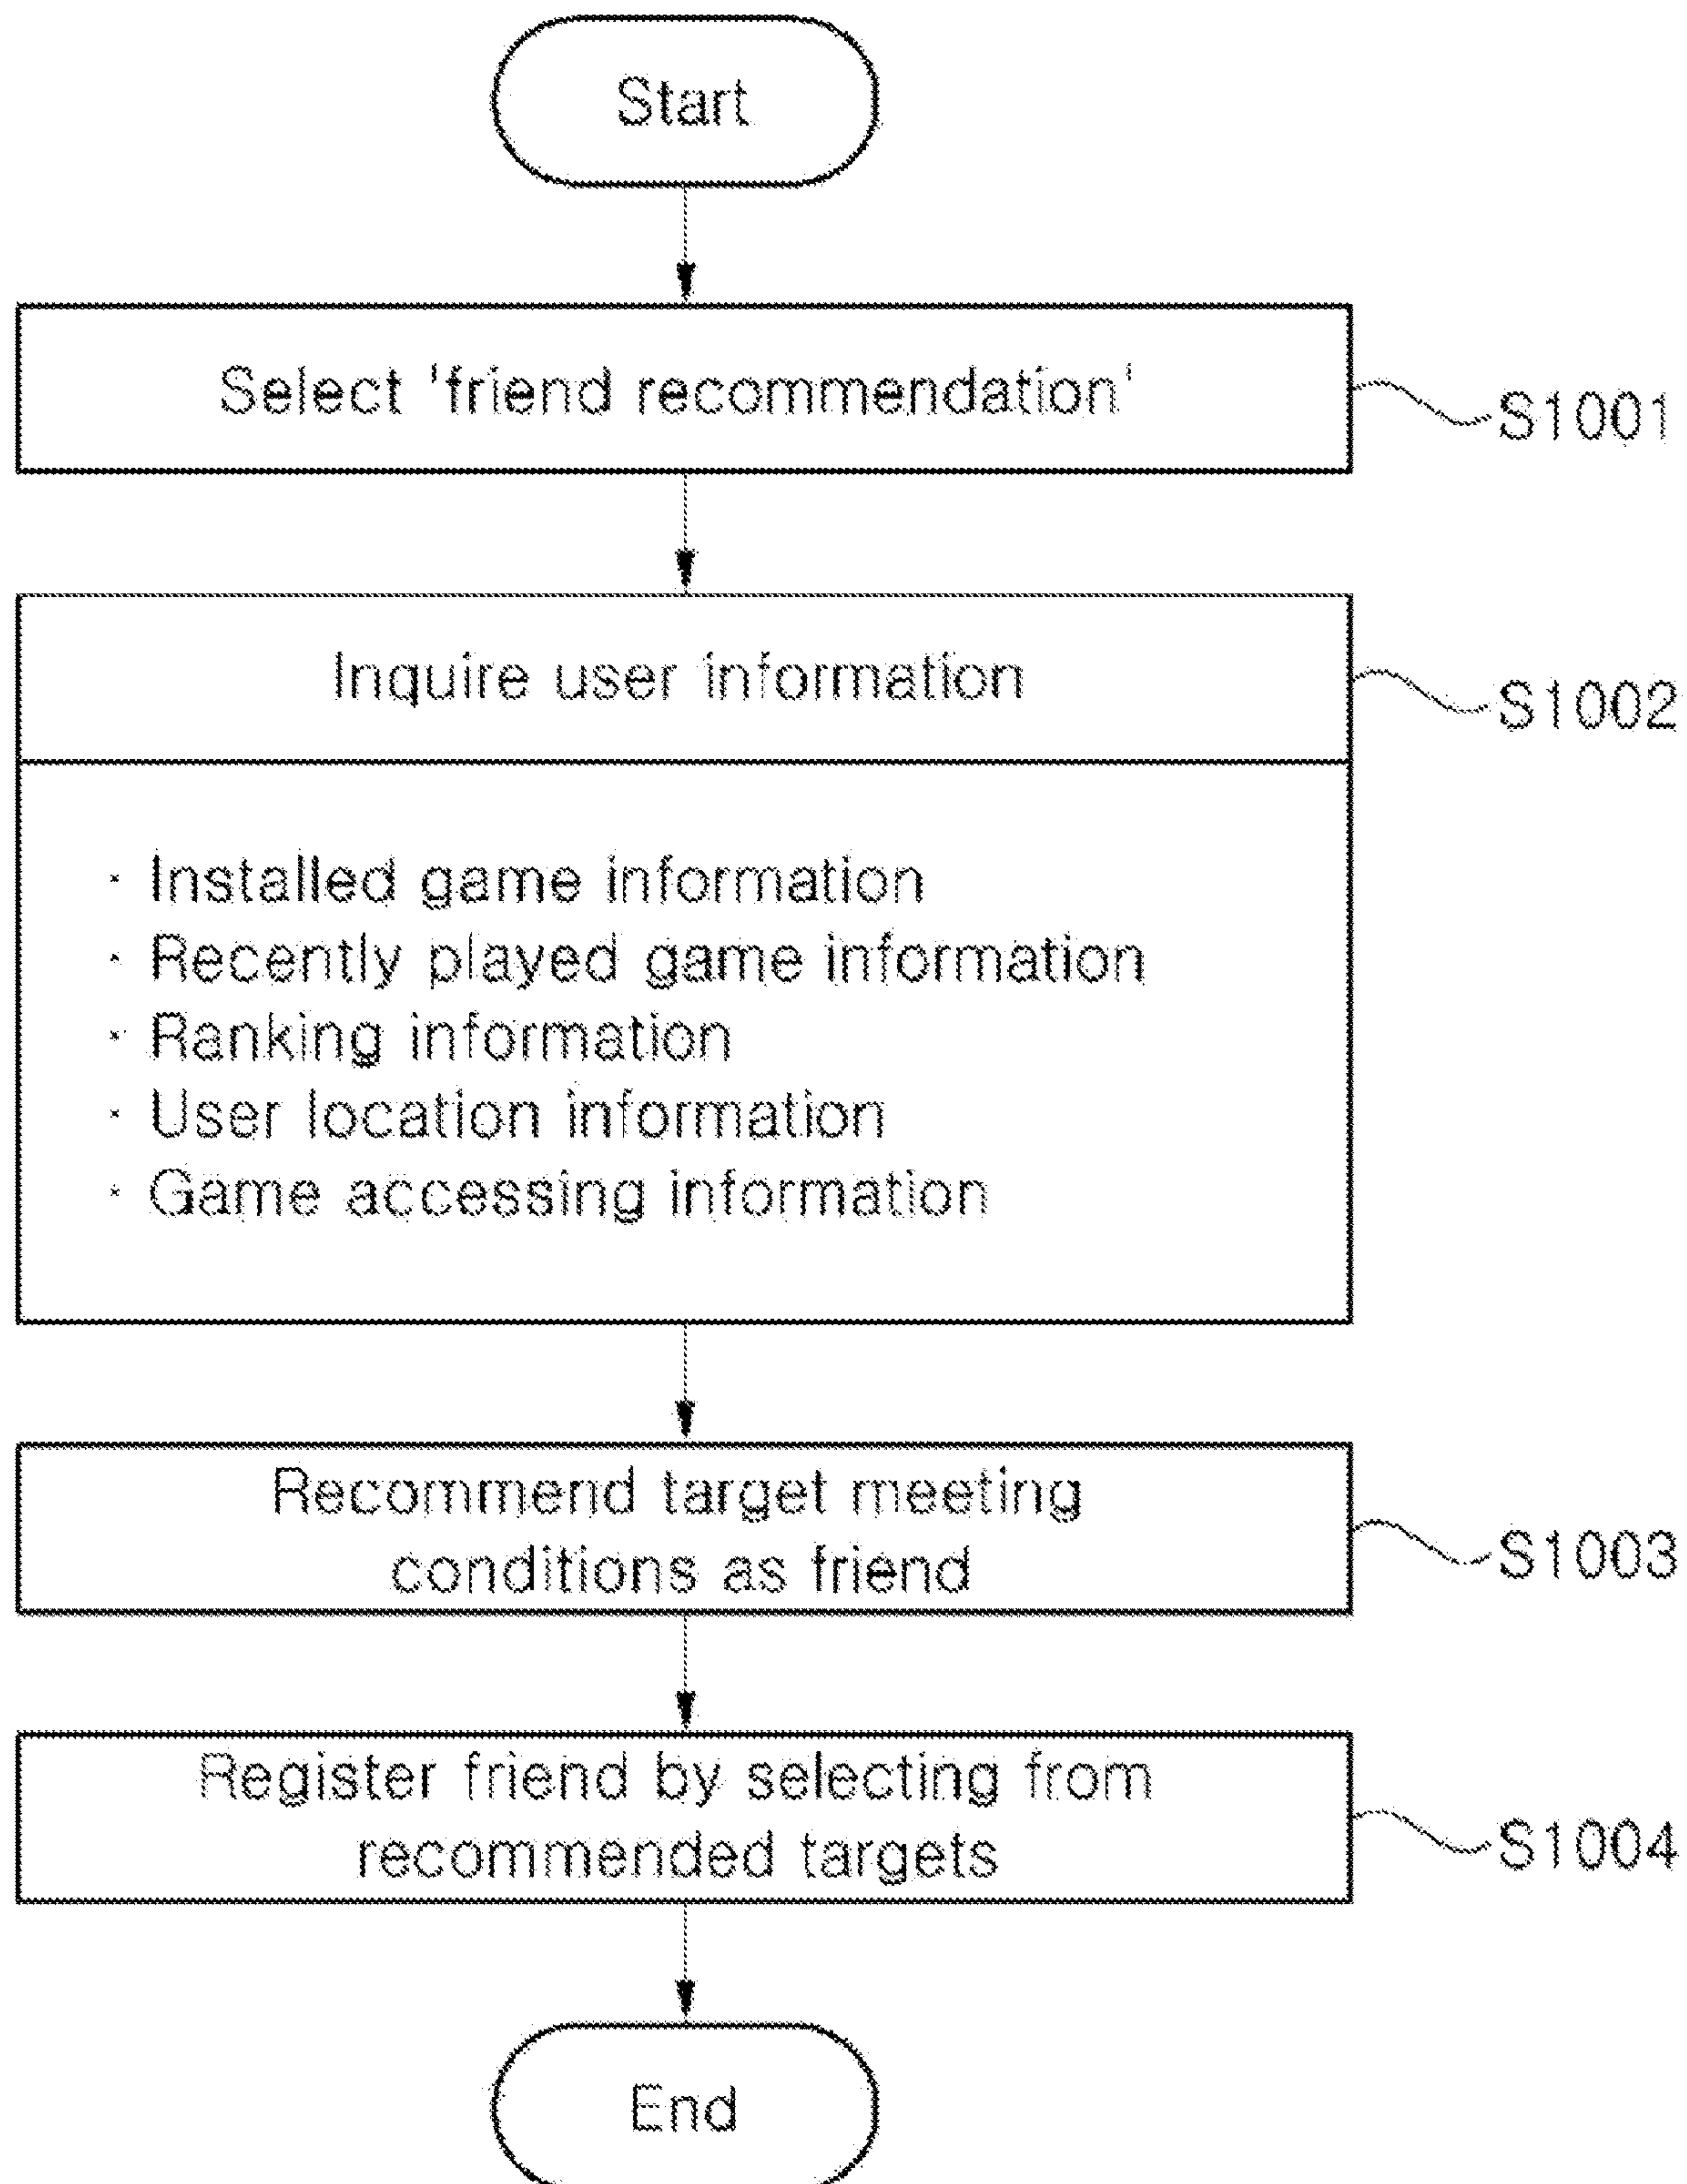 Start
Select 'friend recommendation'
S1001
Inquire user information
S1002
· Installed game information
· Recently played game information
· Ranking information
· User location information
· Game accessing information
Recommend target meeting
conditions as friend
S1003
Register friend by selecting from
recommended targets
S1004
End